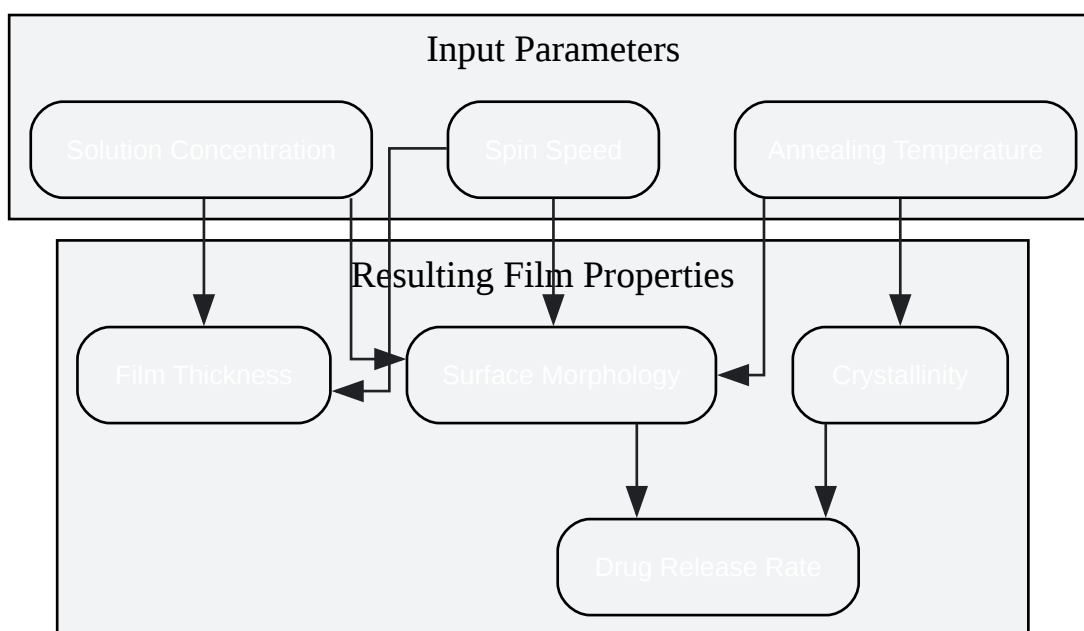 Input Parameters
Solution Concentration
Spin Speed
Annealing Temperature
Resulting Film Properties
Film Thickness
Surface Morphology
Crystallinity
Drug Release Rate